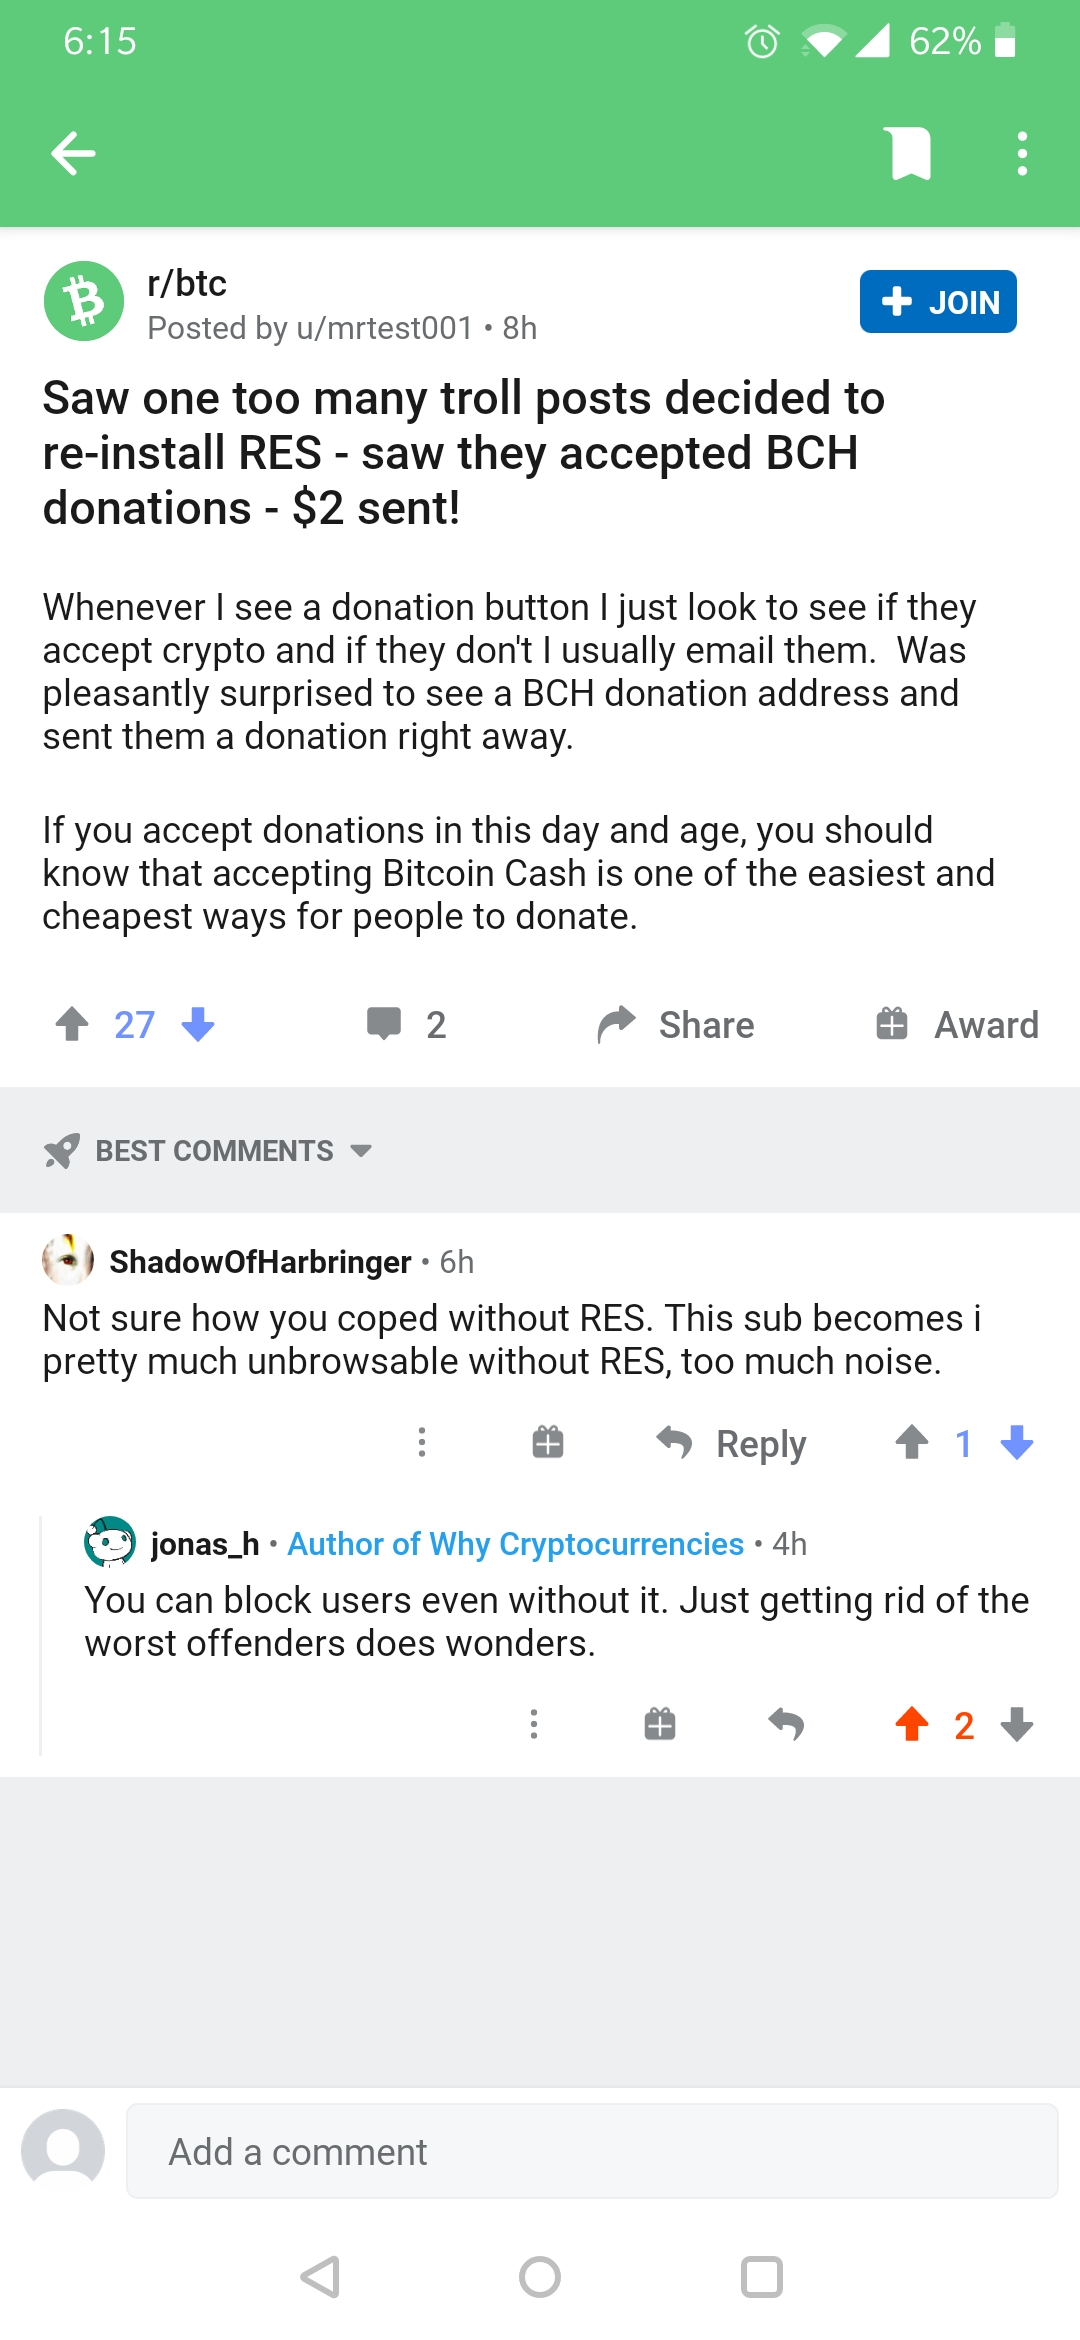 6:15
62%
r/btc
Posted by u/mrtest001 • 8h
JOIN
Saw one too many troll posts decided to
re-install RES - saw they accepted BCH
donations - $2 sent!
Whenever I see a donation button I just look to see if they
accept crypto and if they don't I usually email them.  Was
pleasantly surprised to see a BCH donation address and
sent them a donation right away.
If you accept donations in this day and age, you should
know that accepting Bitcoin Cash is one of the easiest and
cheapest ways for people to donate.
27
2
Share
Award
BEST COMMENTS
ShadowOfHarbringer • 6h
Not sure how you coped without RES. This sub becomes i
pretty much unbrowsable without RES, too much noise.
Reply
1
jonas_h • Author of Why Cryptocurrencies • 4h
You can block users even without it. Just getting rid of the
worst offenders does wonders.
2
Add a comment